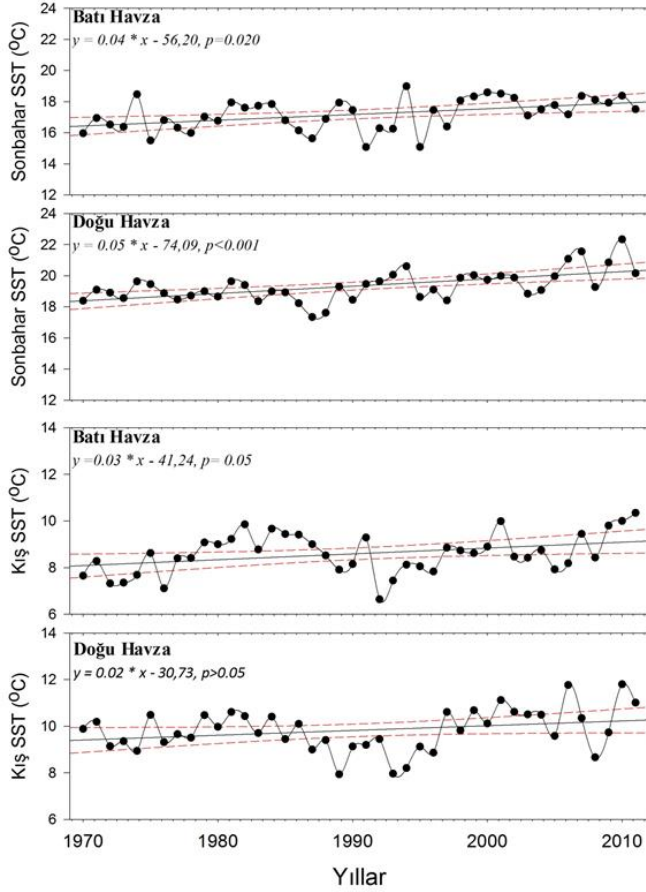 24
22
20
18
16
14
12
Sonbahar SST (ºC)
Batı Havza
y = 0.04 * x - 56,20, p=0.020
24
22
20
18
16
14
12
Sonbahar SST (ºC)
Doğu Havza
y = 0.05 * x - 74,09, p<0.001
14
12
10
8
6
Kış SST (ºC)
Batı Havza
y =0.03 * x - 41,24, p= 0.05
14
12
10
8
6
Kış SST (ºC)
Doğu Havza
y = 0.02 * x - 30,73, p>0.05
1970 1980 1990 2000 2010
Yıllar